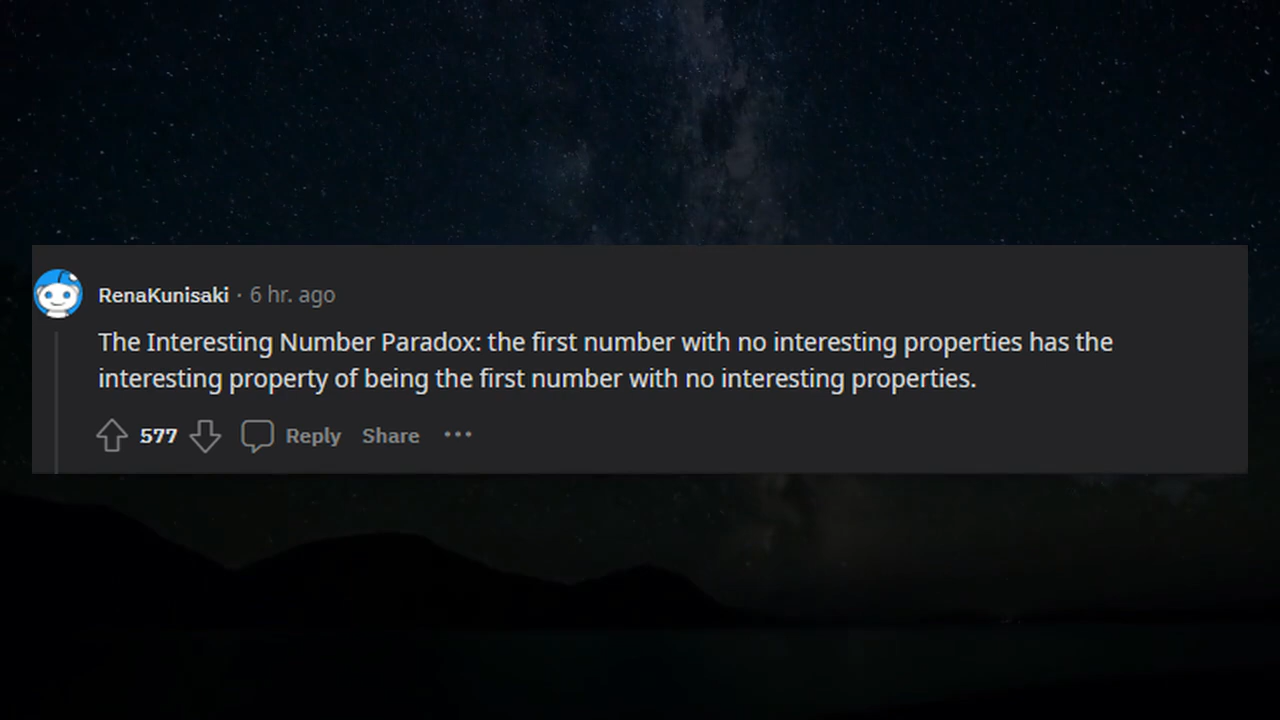 RenaKunisaki · 6 hr. ago
The Interesting Number Paradox: the first number with no interesting properties has the
interesting property of being the first number with no interesting properties.
577 Reply Share ···